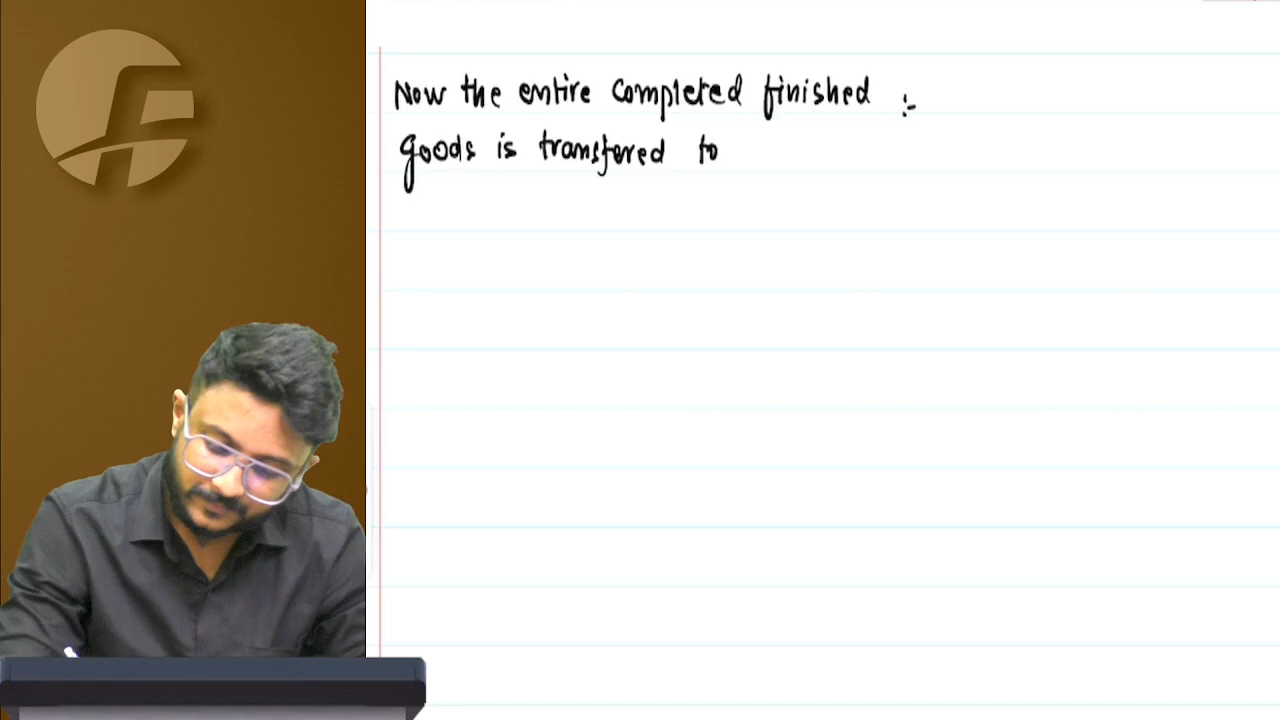 Now the entire completed finished :-
goods is transfered to